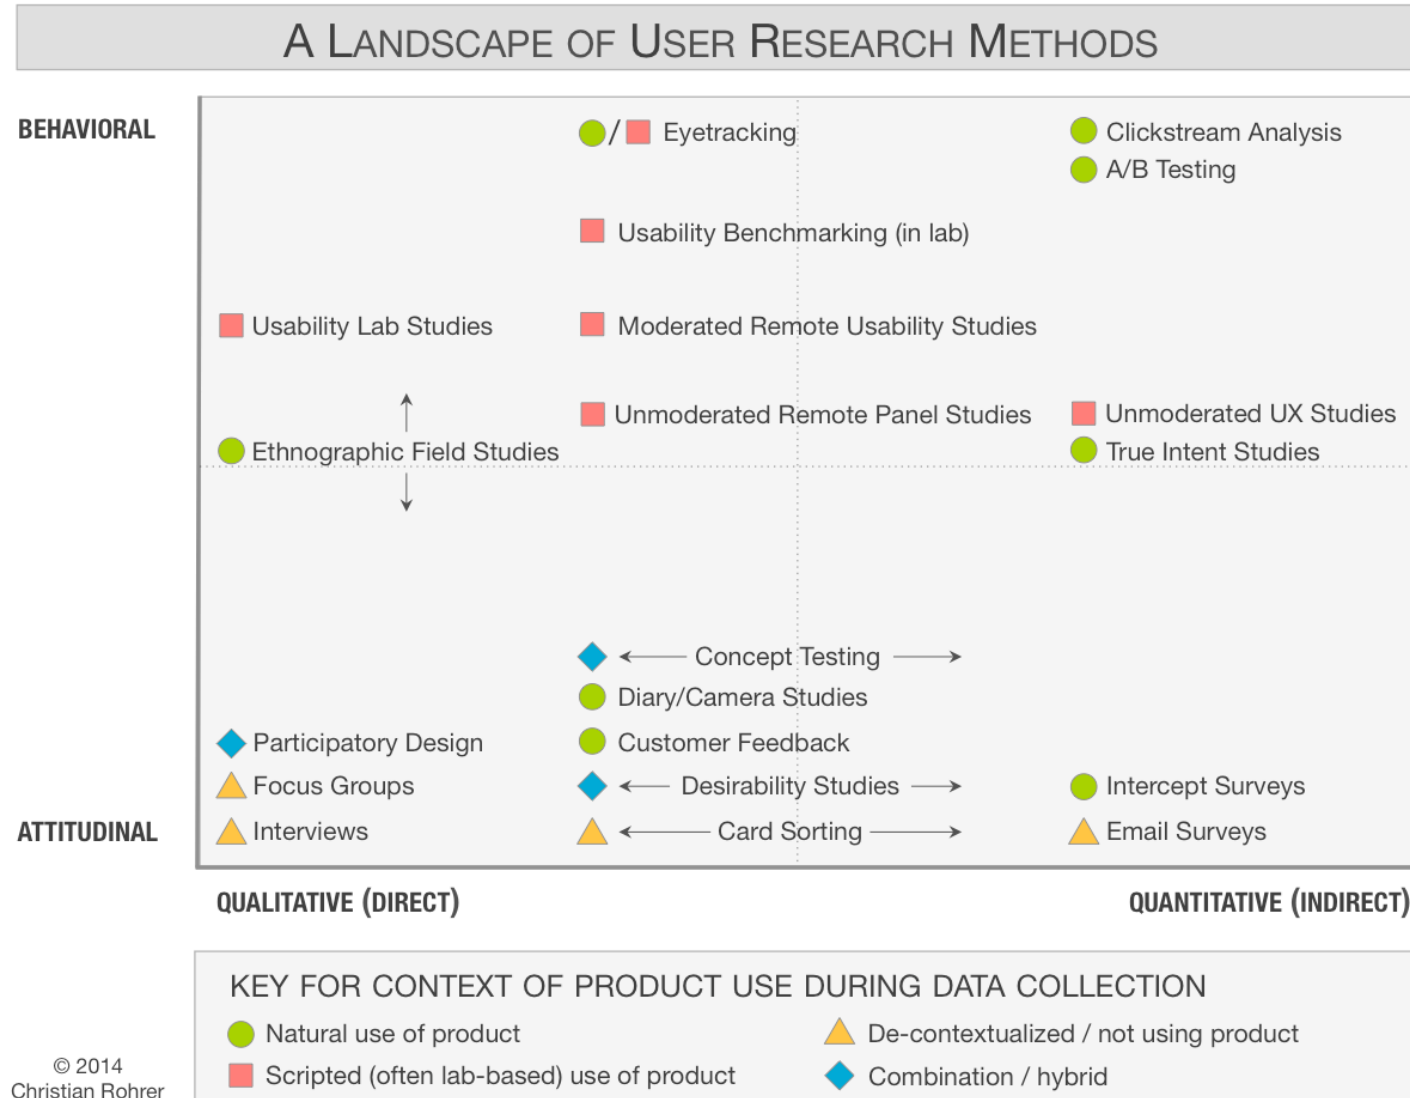 A LANDSCAPE OF USER RESEARCH METHODS
BEHAVIORAL
/ Eyetracking
Clickstream Analysis
A/B Testing
Usability Benchmarking (in lab)
Usability Lab Studies
Moderated Remote Usability Studies
Unmoderated Remote Panel Studies
Unmoderated UX Studies
Ethnographic Field Studies
True Intent Studies
Concept Testing
Diary/Camera Studies
Participatory Design
Customer Feedback
Focus Groups
Desirability Studies
Intercept Surveys
ATTITUDINAL
Interviews
Card Sorting
Email Surveys
QUALITATIVE (DIRECT)
QUANTITATIVE (INDIRECT)
KEY FOR CONTEXT OF PRODUCT USE DURING DATA COLLECTION
Natural use of product
De-contextualized / not using product
Scripted (often lab-based) use of product
Combination / hybrid
© 2014
Christian Rohrer